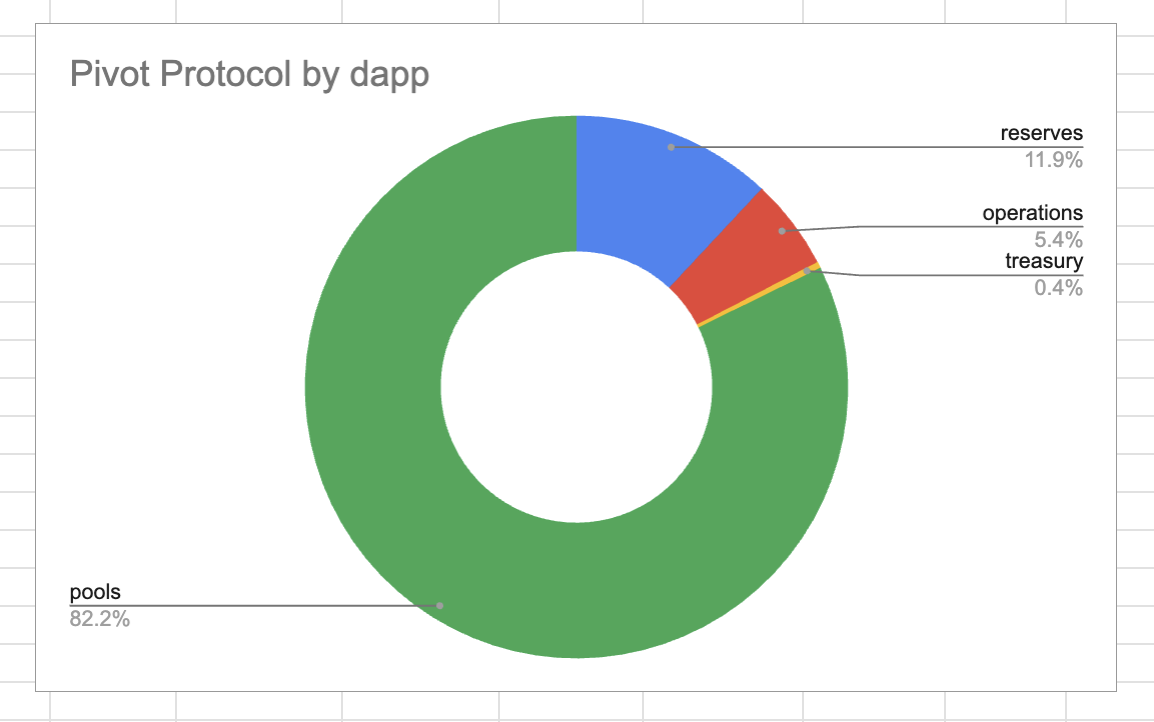 Pivot Protocol by dapp
reserves
11.9%
operations
5.4%
treasury
0.4%
pools
82.2%